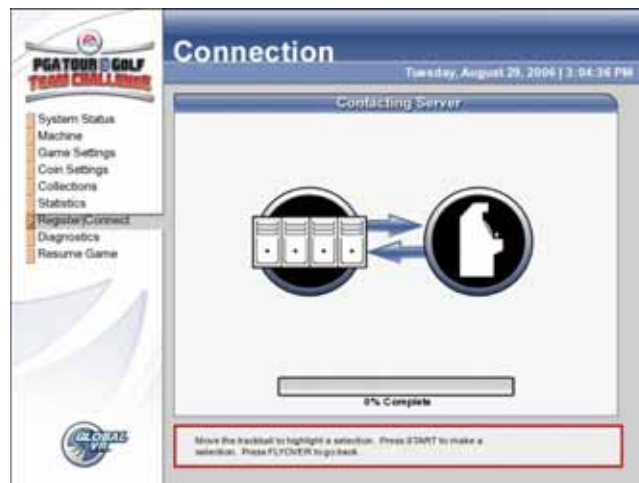 EA
PGA TOUR GOLF
TEAM CHALLENGE
Connection
Tuesday, August 29, 2006 | 3:04:36 PM
Contacting Server
System Status
Machine
Game Settings
Coin Settings
Collections
Statistics
Register|Connect
Diagnostics
Resume Game
0% Complete
GLOBAL
VR
Move the trackball to highlight a selection. Press START to make a
selection. Press FLYOVER to go back.